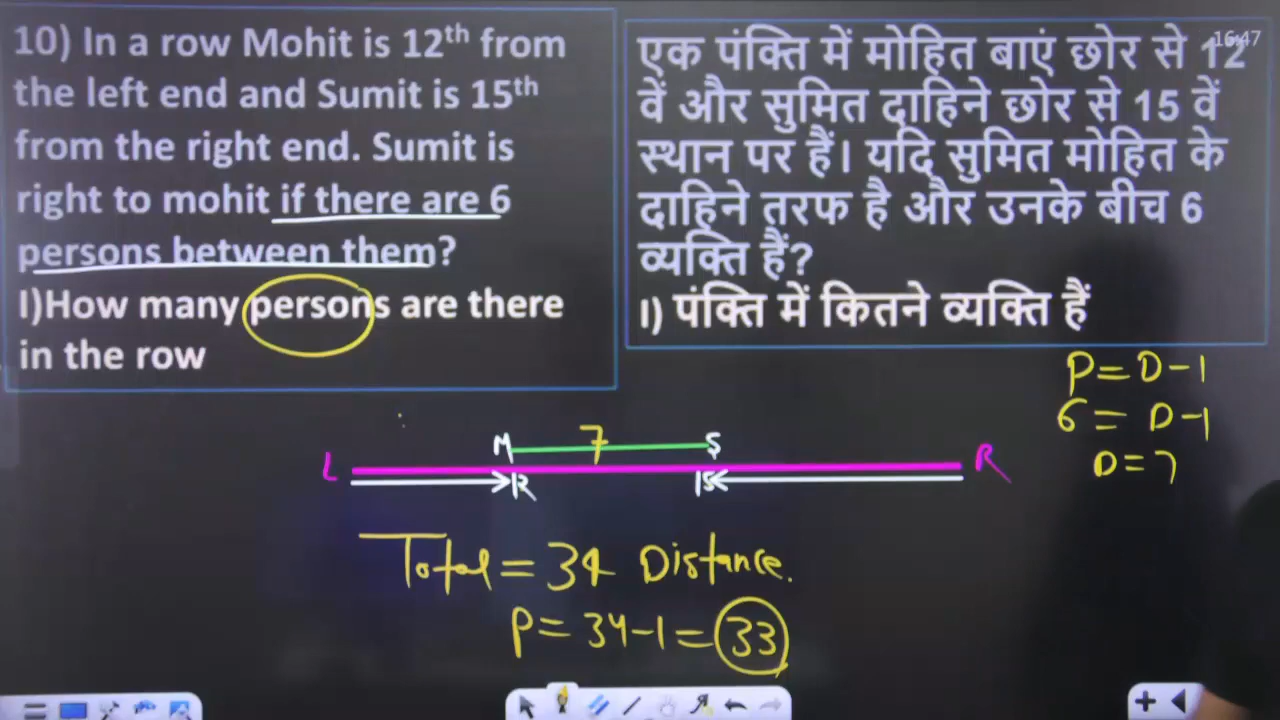 10) In a row Mohit is 12th from
the left end and Sumit is 15th
from the right end. Sumit is
right to mohit if there are 6
persons between them?
I)How many persons are there
in the row
16:47
एक पंक्ति में मोहित बाएं छोर से 12
वें और सुमित दाहिने छोर से 15 वें
स्थान पर हैं। यदि सुमित मोहित के
दाहिने तरफ है और उनके बीच 6
व्यक्ति हैं?
I) पंक्ति में कितने व्यक्ति हैं
P = D - 1
6 = D - 1
D = 7
M 7 S
L R
12 15
Total = 34 Distance.
P = 34 - 1 = 33